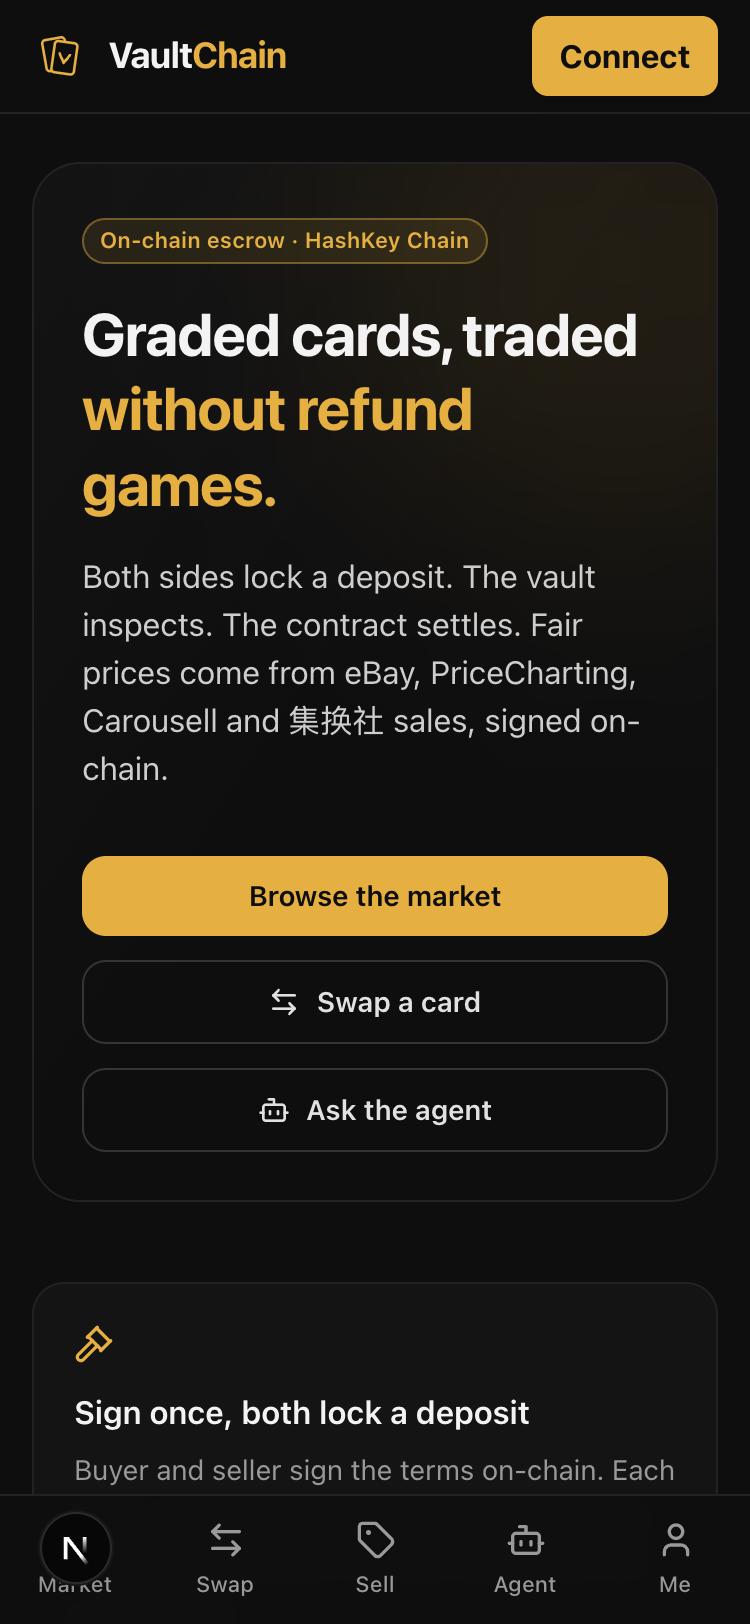 VaultChain
Connect
On-chain escrow · HashKey Chain
Graded cards, traded
without refund
games.
Both sides lock a deposit. The vault
inspects. The contract settles. Fair
prices come from eBay, PriceCharting,
Carousell and 集换社 sales, signed on-
chain.
Browse the market
Swap a card
Ask the agent
Sign once, both lock a deposit
Buyer and seller sign the terms on-chain. Each
N
Market
Swap
Sell
Agent
Me